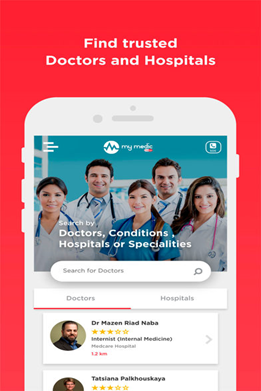 Find trusted
Doctors and Hospitals
my medic
Search by
Doctors, Conditions ,
Hospitals or Specialities
Search for Doctors
Doctors
Hospitals
Dr Mazen Riad Naba
Internist (Internal Medicine)
Medcare Hospital
1.2 km
Tatsiana Palkhouskaya